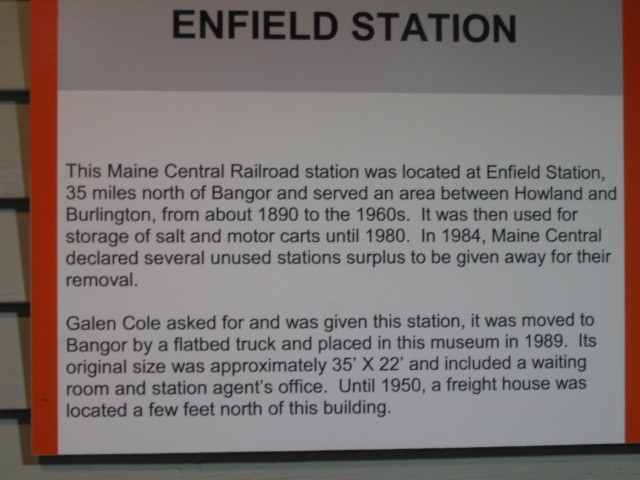 ENFIELD STATION
This Maine Central Railroad station was located at Enfield Station,
35 miles north of Bangor and served an area between Howland and
Burlington, from about 1890 to the 1960s.  It was then used for
storage of salt and motor carts until 1980.  In 1984, Maine Central
declared several unused stations surplus to be given away for their
removal.
Galen Cole asked for and was given this station, it was moved to
Bangor by a flatbed truck and placed in this museum in 1989.  Its
original size was approximately 35' X 22' and included a waiting
room and station agent's office.  Until 1950, a freight house was
located a few feet north of this building.